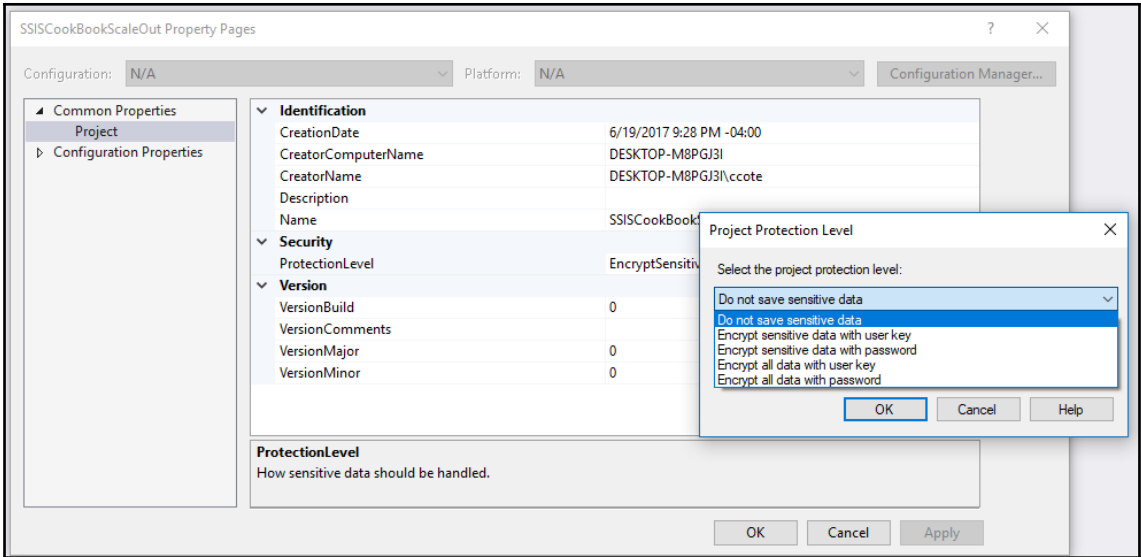 SSISCookBookScaleOut Property Pages ? ×
Configuration: N/A Platform: N/A Configuration Manager...
Common Properties
Project
Configuration Properties
Identification
CreationDate 6/19/2017 9:28 PM -04:00
CreatorComputerName DESKTOP-M8PGJ3I
CreatorName DESKTOP-M8PGJ3I\ccote
Description
Name SSISCookBook
Security
ProtectionLevel EncryptSensitiv
Version
VersionBuild 0
VersionComments
VersionMajor 0
VersionMinor 0
ProtectionLevel
How sensitive data should be handled.
OK Cancel Apply
Project Protection Level ×
Select the project protection level:
Do not save sensitive data
Do not save sensitive data
Encrypt sensitive data with user key
Encrypt sensitive data with password
Encrypt all data with user key
Encrypt all data with password
OK Cancel Help